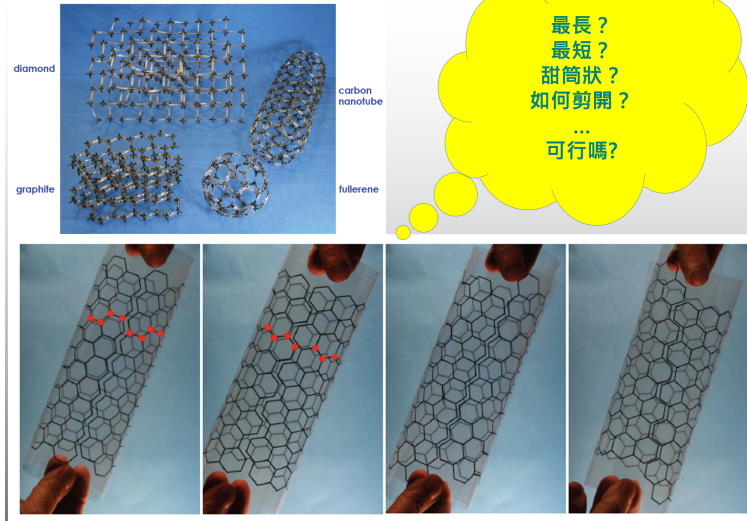 diamond
carbon
nanotube
graphite
fullerene
最長？
最短？
甜筒狀？
如何剪開？
...
可行嗎?